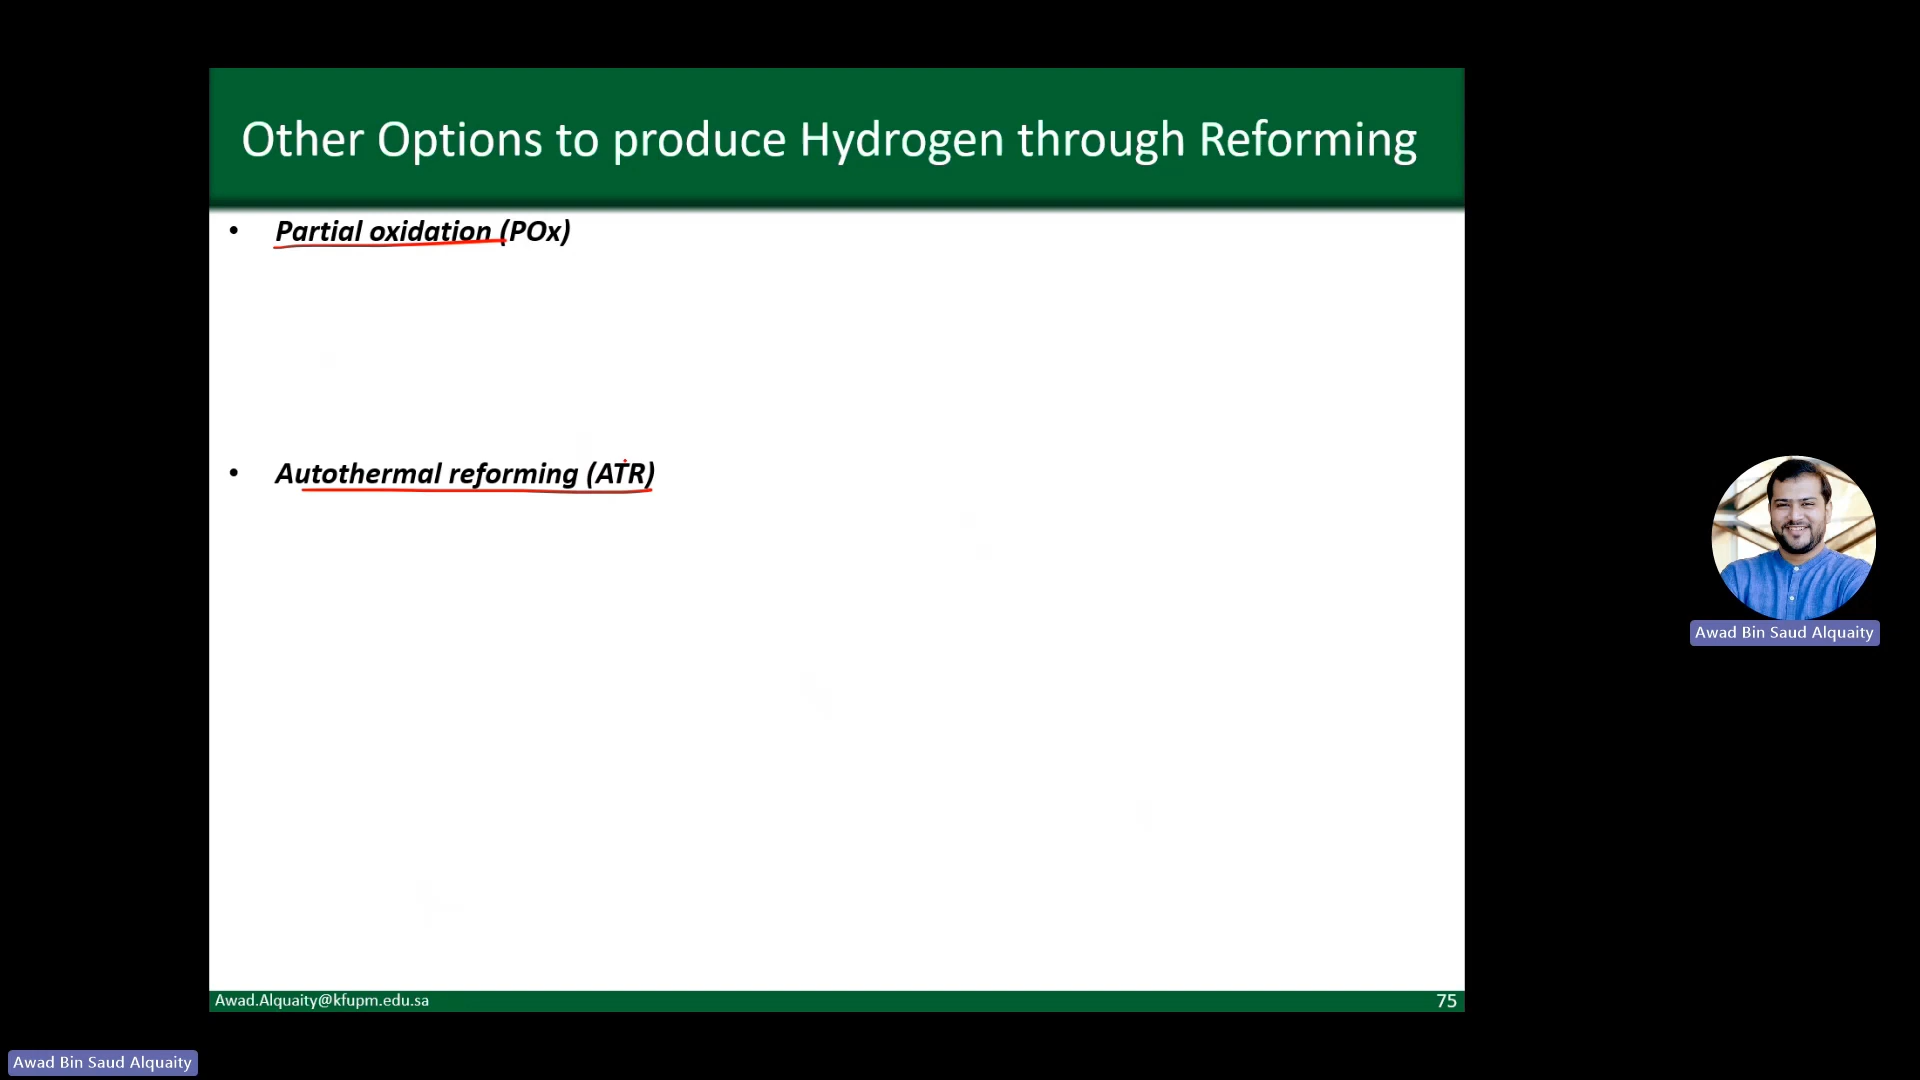 Other Options to produce Hydrogen through Reforming
• Partial oxidation (POx)
• Autothermal reforming (ATR)
Awad Bin Saud Alquaity
Awad.Alquaity@kfupm.edu.sa
75
Awad Bin Saud Alquaity